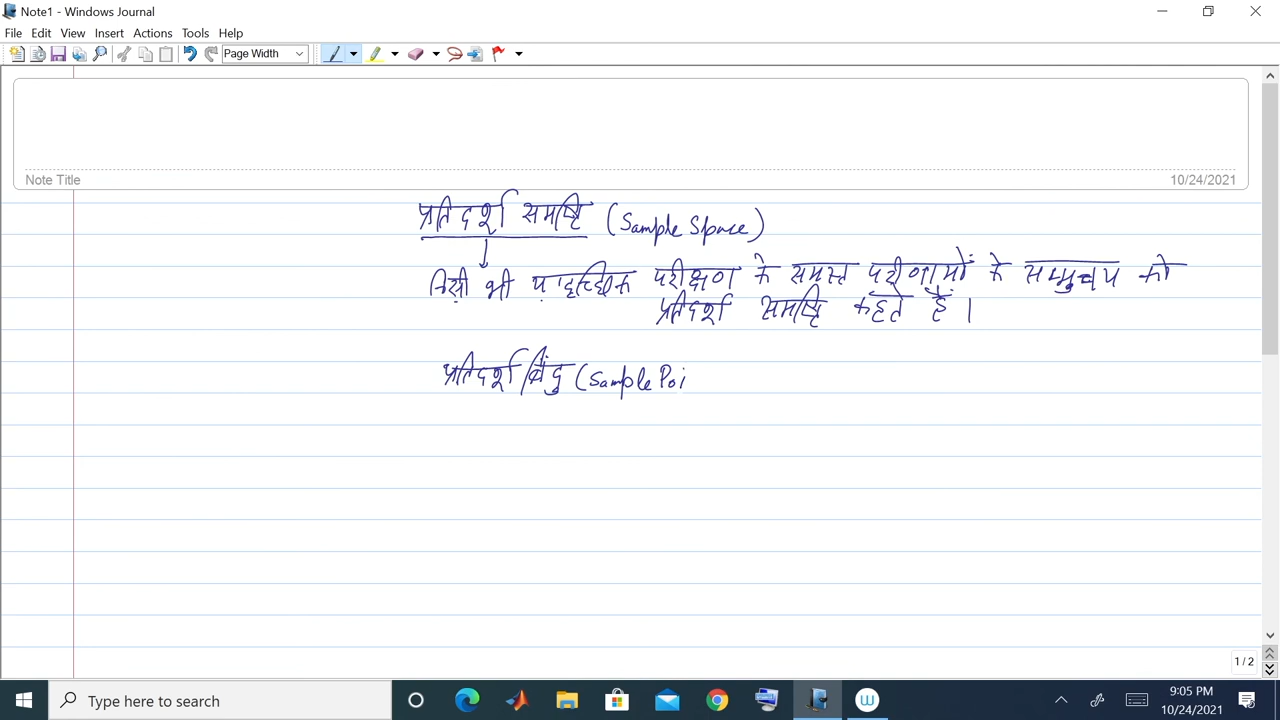 Note1 - Windows Journal
File Edit View Insert Actions Tools Help
Page Width
Note Title 10/24/2021
प्रतिदर्श समष्टि (Sample Space)
किसी भी यादृच्छिक परीक्षण के समस्त परीणामों के समुच्चय को
प्रतिदर्श समष्टि कहते हैं ।
प्रतिदर्श बिंदु (Sample Poi
1 / 2
Type here to search
9:05 PM
10/24/2021